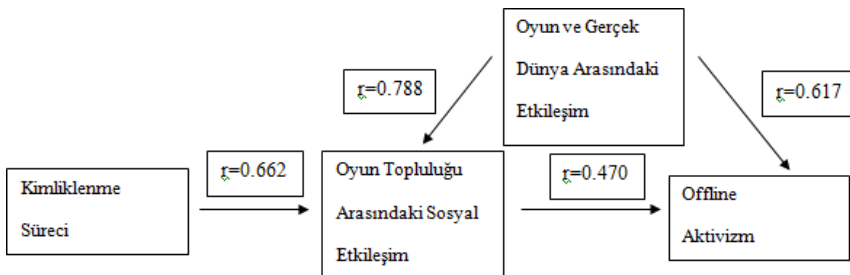 Oyun ve Gerçek
Dünya Arasındaki
Etkileşim
r=0.788
r=0.617
r=0.662
r=0.470
Kimliklenme
Süreci
Oyun Topluluğu
Arasındaki Sosyal
Etkileşim
Offline
Aktivizm